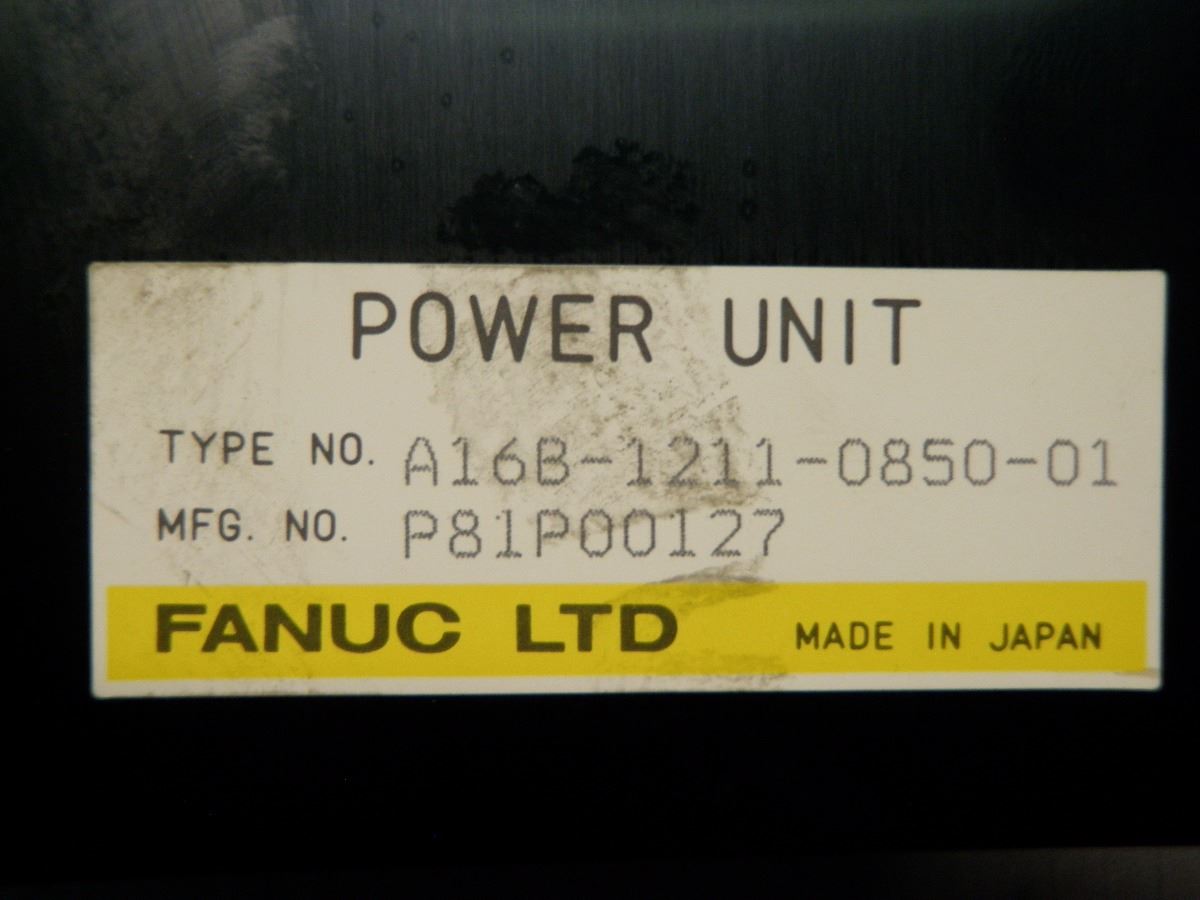 POWER UNIT
TYPE NO. A16B-1211-0850-01
MFG. NO. P81P00127
FANUC LTD MADE IN JAPAN